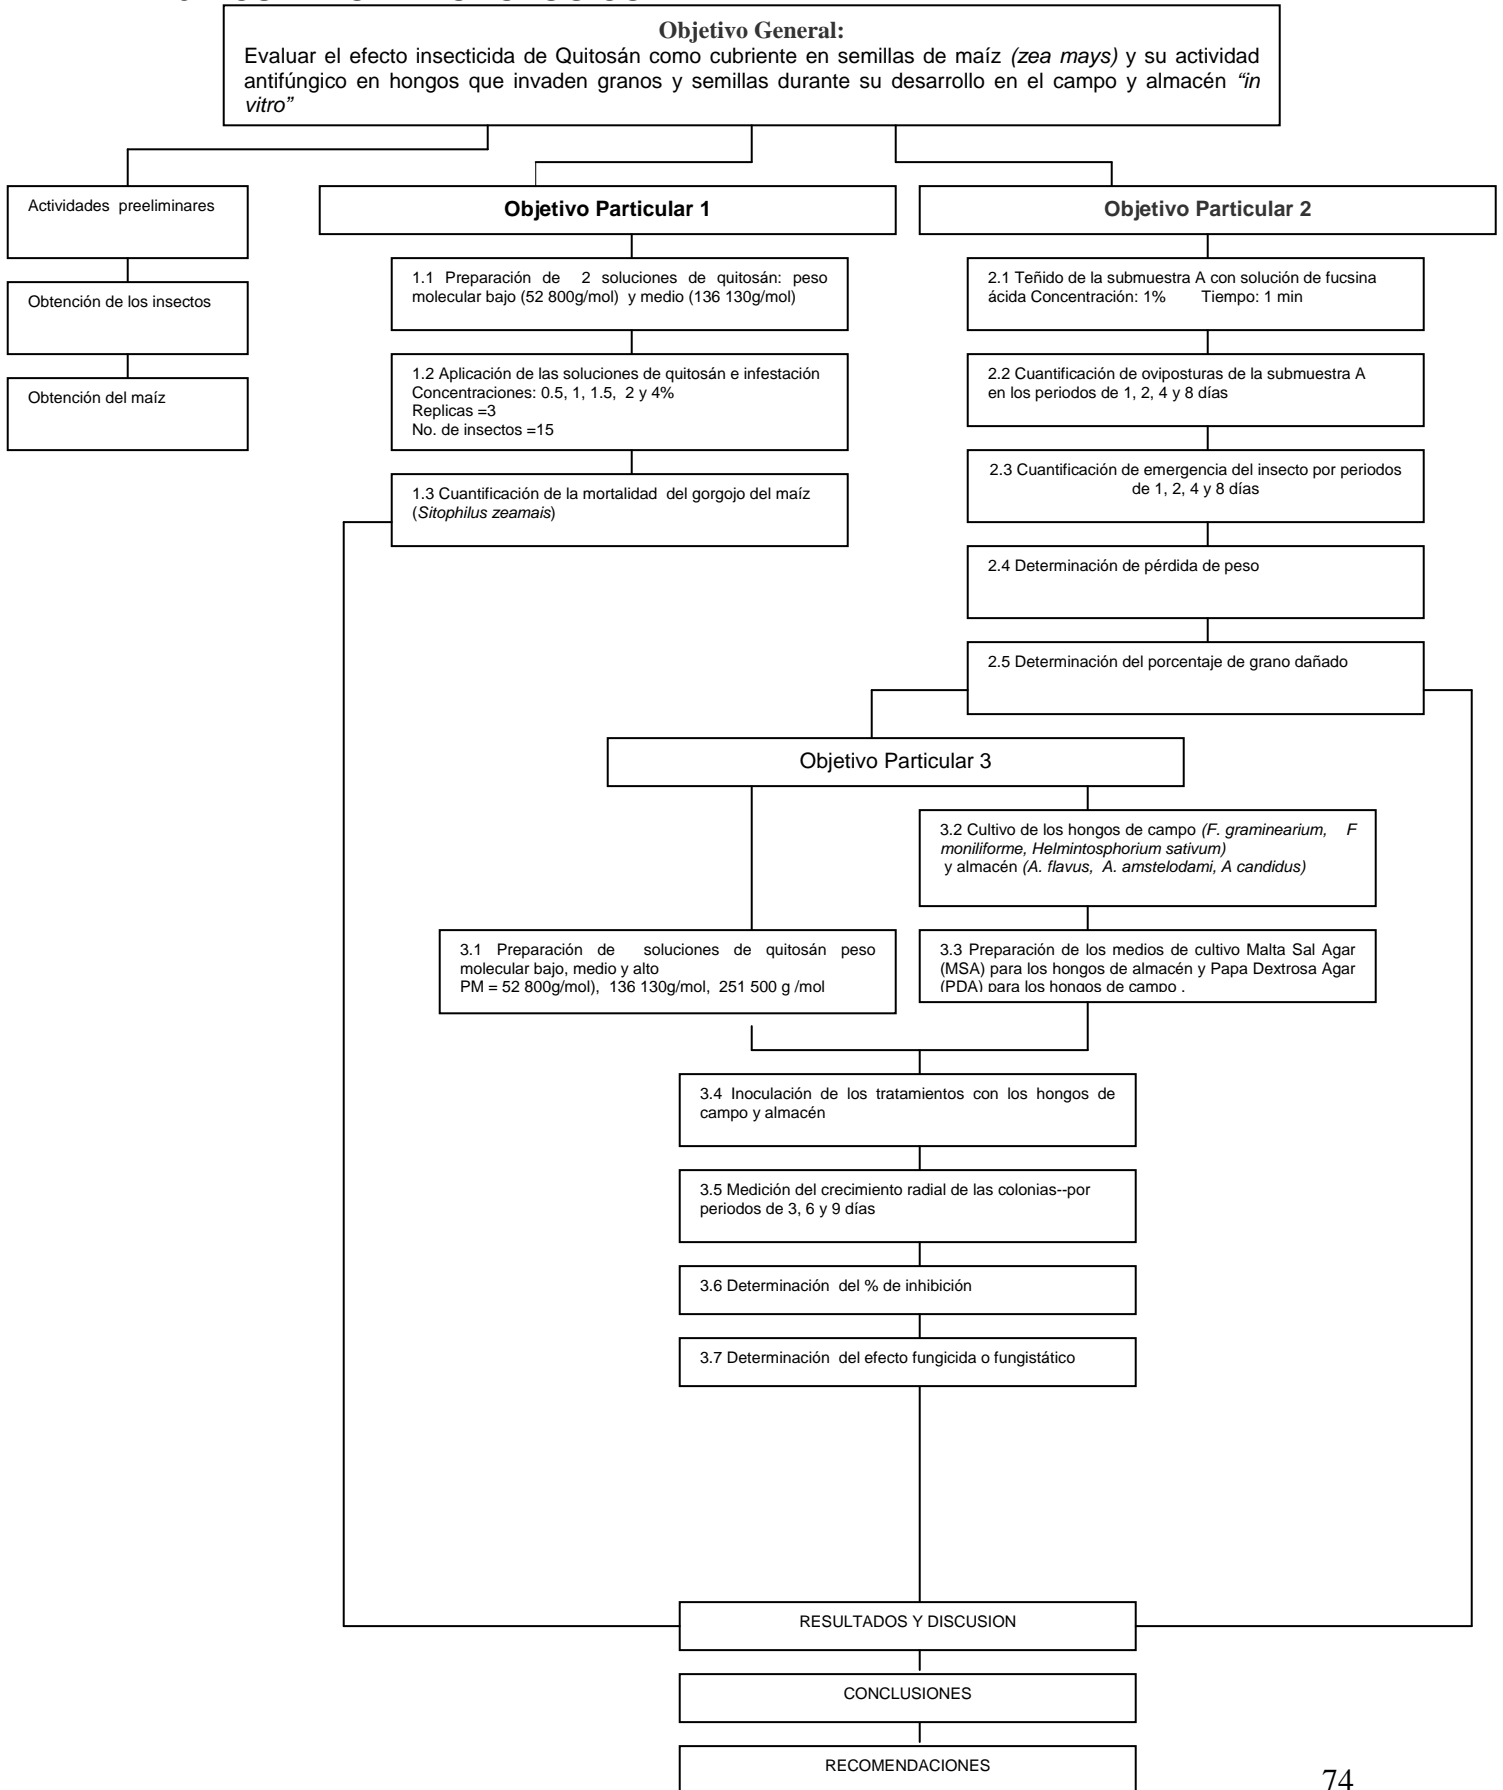 Objetivo General:
Evaluar el efecto insecticida de Quitosán como cubriente en semillas de maíz (zea mays) y su actividad
antifúngico en hongos que invaden granos y semillas durante su desarrollo en el campo y almacén “in
vitro”
Actividades preeliminares
Obtención de los insectos
Obtención del maíz
Objetivo Particular 1
1.1 Preparación de 2 soluciones de quitosán: peso
molecular bajo (52 800g/mol) y medio (136 130g/mol)
1.2 Aplicación de las soluciones de quitosán e infestación
Concentraciones: 0.5, 1, 1.5, 2 y 4%
Replicas =3
No. de insectos =15
1.3 Cuantificación de la mortalidad del gorgojo del maíz
(Sitophilus zeamais)
Objetivo Particular 2
2.1 Teñido de la submuestra A con solución de fucsina
ácida Concentración: 1% Tiempo: 1 min
2.2 Cuantificación de oviposturas de la submuestra A
en los periodos de 1, 2, 4 y 8 días
2.3 Cuantificación de emergencia del insecto por periodos
de 1, 2, 4 y 8 días
2.4 Determinación de pérdida de peso
2.5 Determinación del porcentaje de grano dañado
Objetivo Particular 3
3.2 Cultivo de los hongos de campo (F. graminearium, F
moniliforme, Helmintosphorium sativum)
y almacén (A. flavus, A. amstelodami, A candidus)
3.1 Preparación de soluciones de quitosán peso
molecular bajo, medio y alto
PM = 52 800g/mol), 136 130g/mol, 251 500 g /mol
3.3 Preparación de los medios de cultivo Malta Sal Agar
(MSA) para los hongos de almacén y Papa Dextrosa Agar
(PDA) para los hongos de campo .
3.4 Inoculación de los tratamientos con los hongos de
campo y almacén
3.5 Medición del crecimiento radial de las colonias--por
periodos de 3, 6 y 9 días
3.6 Determinación del % de inhibición
3.7 Determinación del efecto fungicida o fungistático
RESULTADOS Y DISCUSION
CONCLUSIONES
RECOMENDACIONES
74